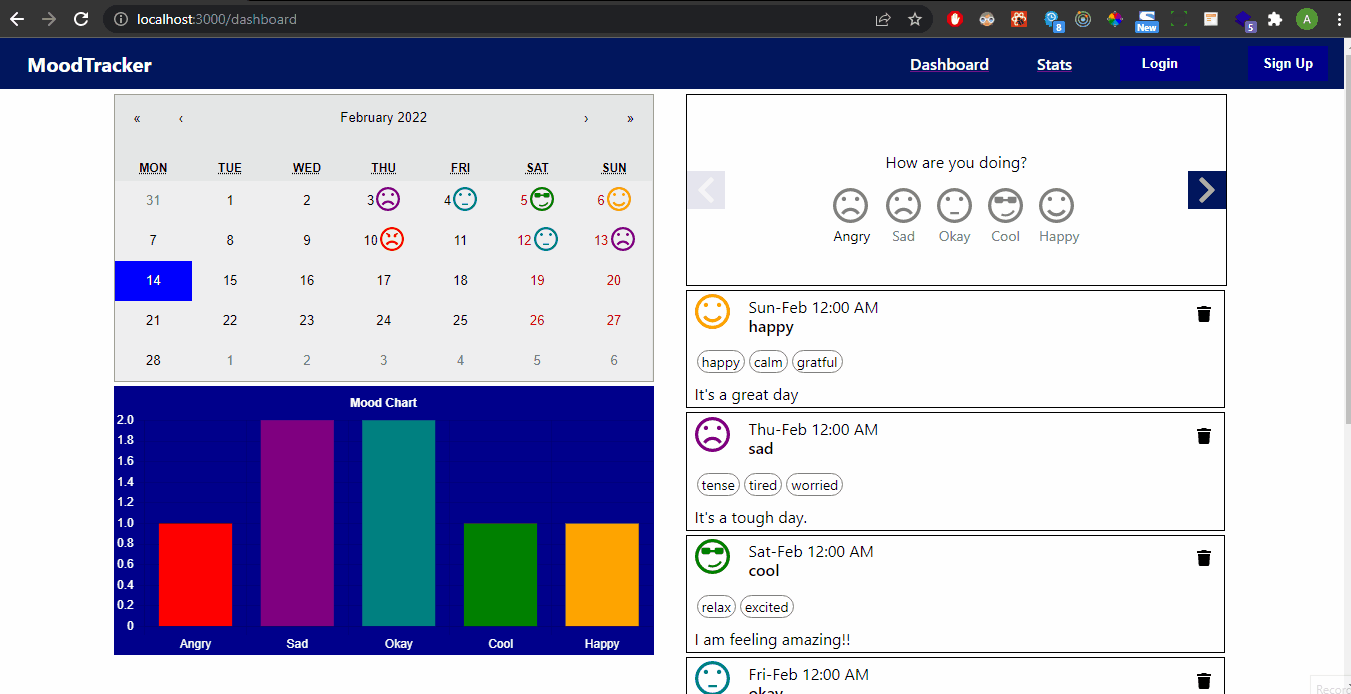 localhost:3000/dashboard
8
New
5
A
MoodTracker
Dashboard
Stats
Login
Sign Up
« ‹ February 2022 › »
MON TUE WED THU FRI SAT SUN
31 1 2 3 4 5 6
7 8 9 10 11 12 13
14 15 16 17 18 19 20
21 22 23 24 25 26 27
28 1 2 3 4 5 6
Mood Chart
2.0
1.8
1.6
1.4
1.2
1.0
0.8
0.6
0.4
0.2
0
Angry Sad Okay Cool Happy
How are you doing?
Angry Sad Okay Cool Happy
Sun-Feb 12:00 AM
happy
happy calm gratful
It's a great day
Thu-Feb 12:00 AM
sad
tense tired worried
It's a tough day.
Sat-Feb 12:00 AM
cool
relax excited
I am feeling amazing!!
Fri-Feb 12:00 AM
okay